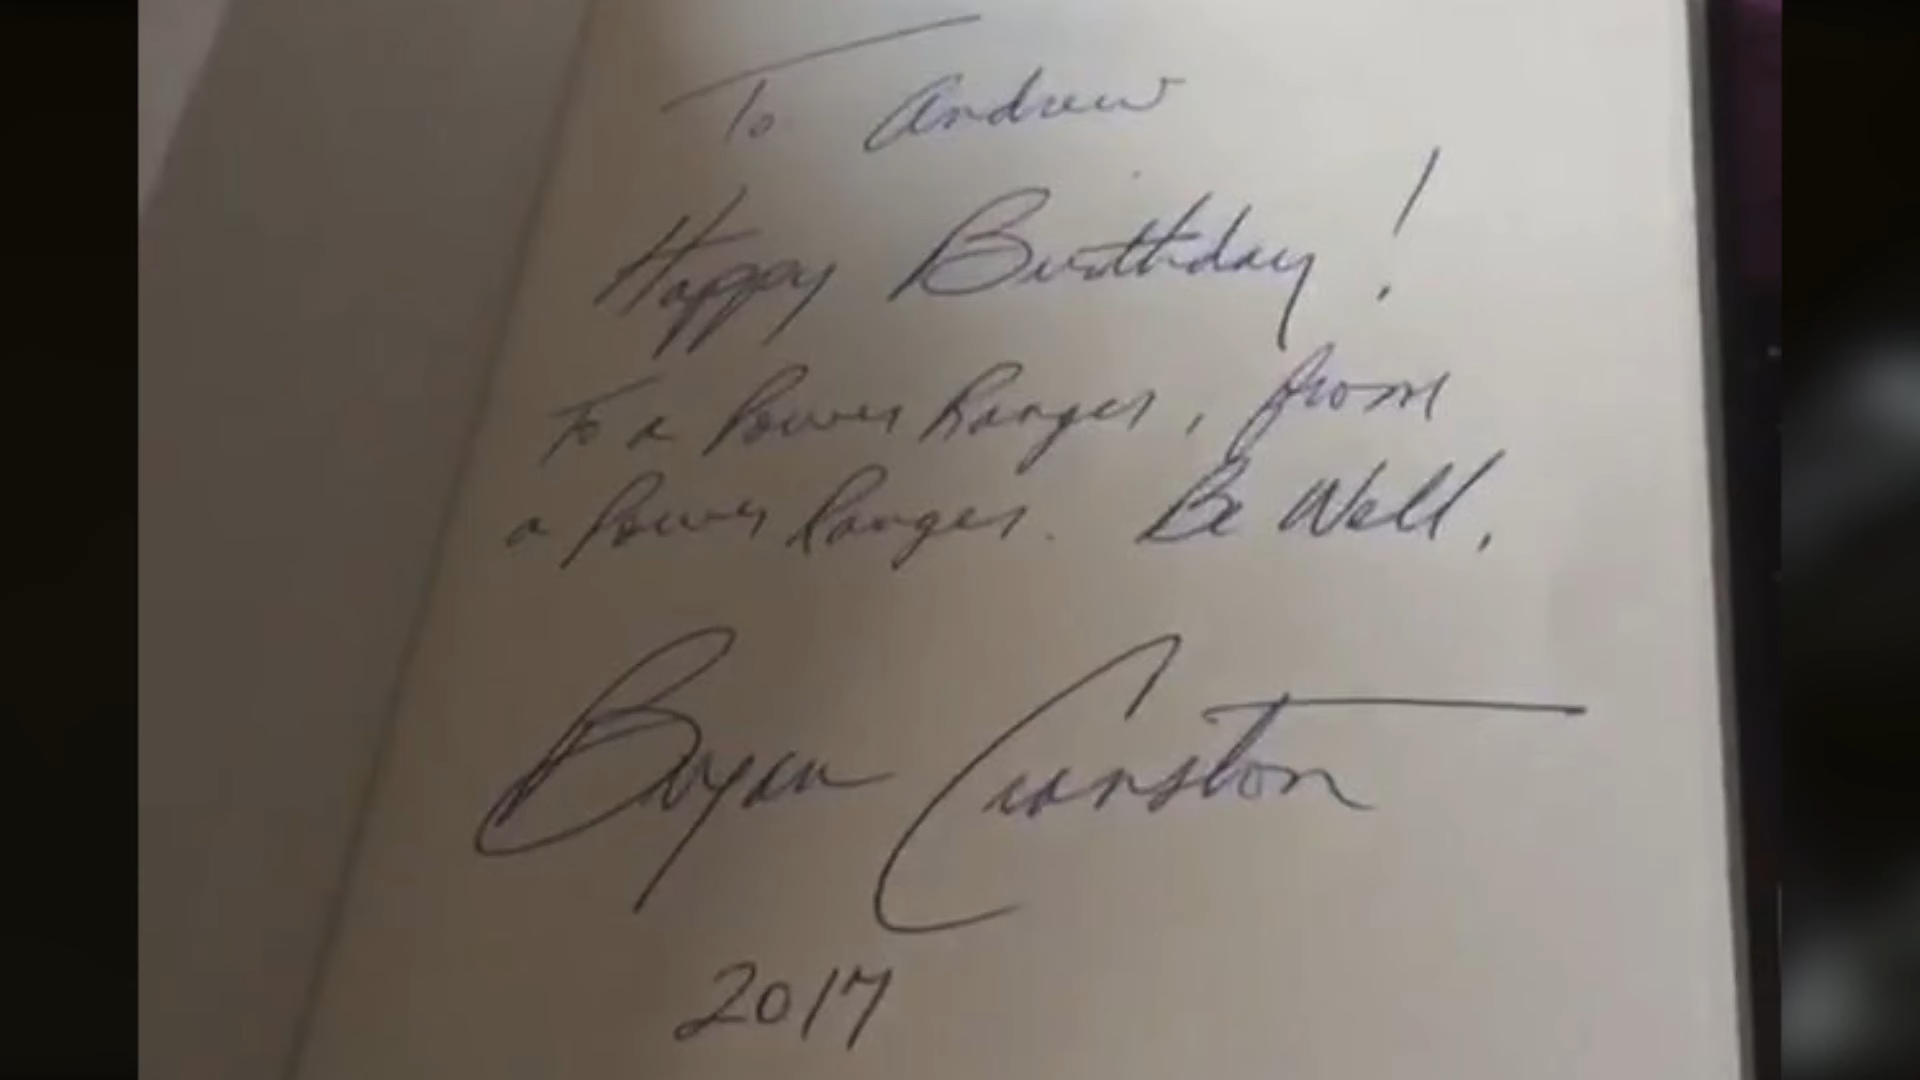 To Andrew
Happy Birthday!
To a Power Ranger, from
a Power Ranger. Be Well,
Bryan Cranston
2017